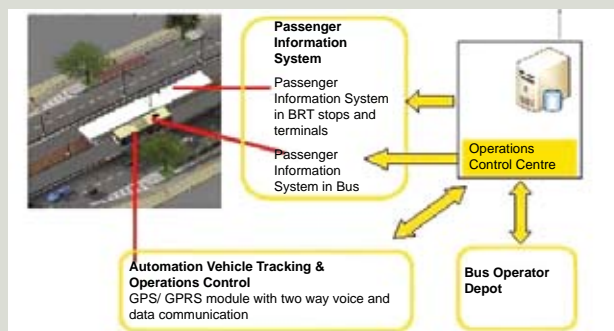 Passenger
Information
System
Passenger
Information System
in BRT stops and
terminals
Passenger
Information
System in Bus
Operations
Control Centre
Automation Vehicle Tracking &
Operations Control
GPS/ GPRS module with two way voice and
data communication
Bus Operator
Depot